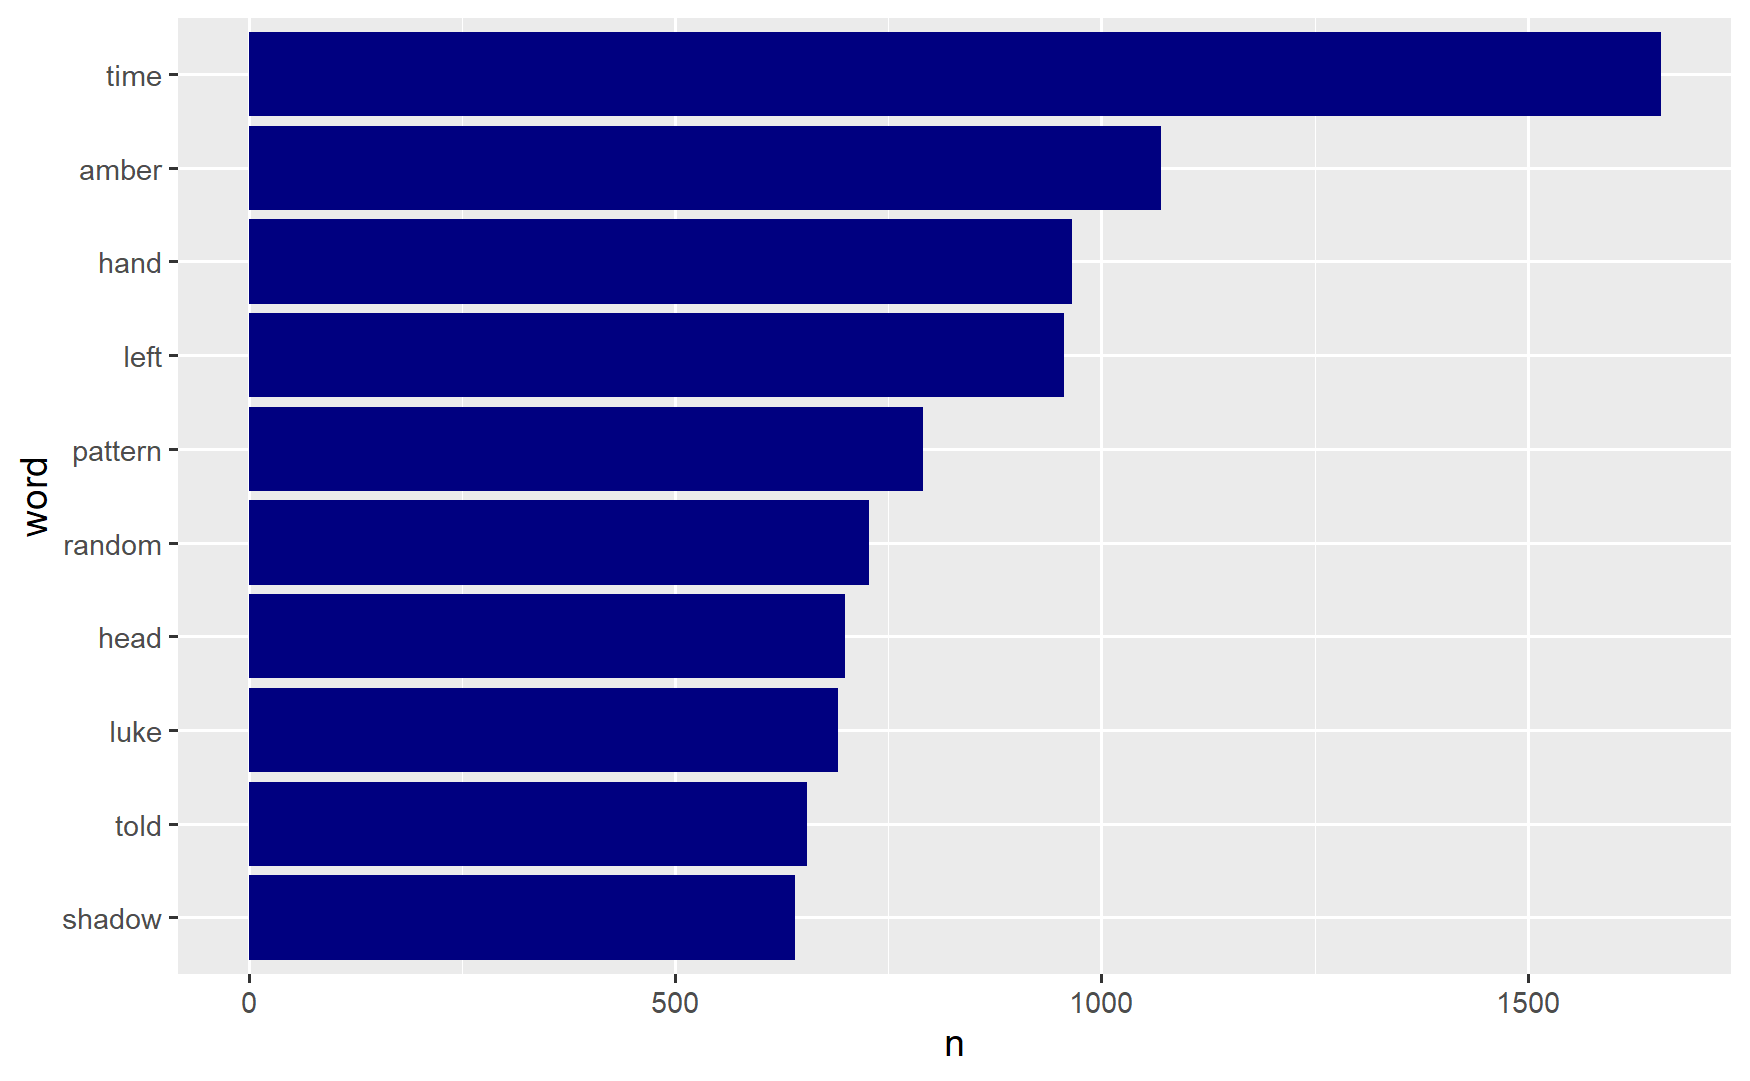 time
amber
hand
left
pattern
random
head
luke
told
shadow
word
0 500 1000 1500
n